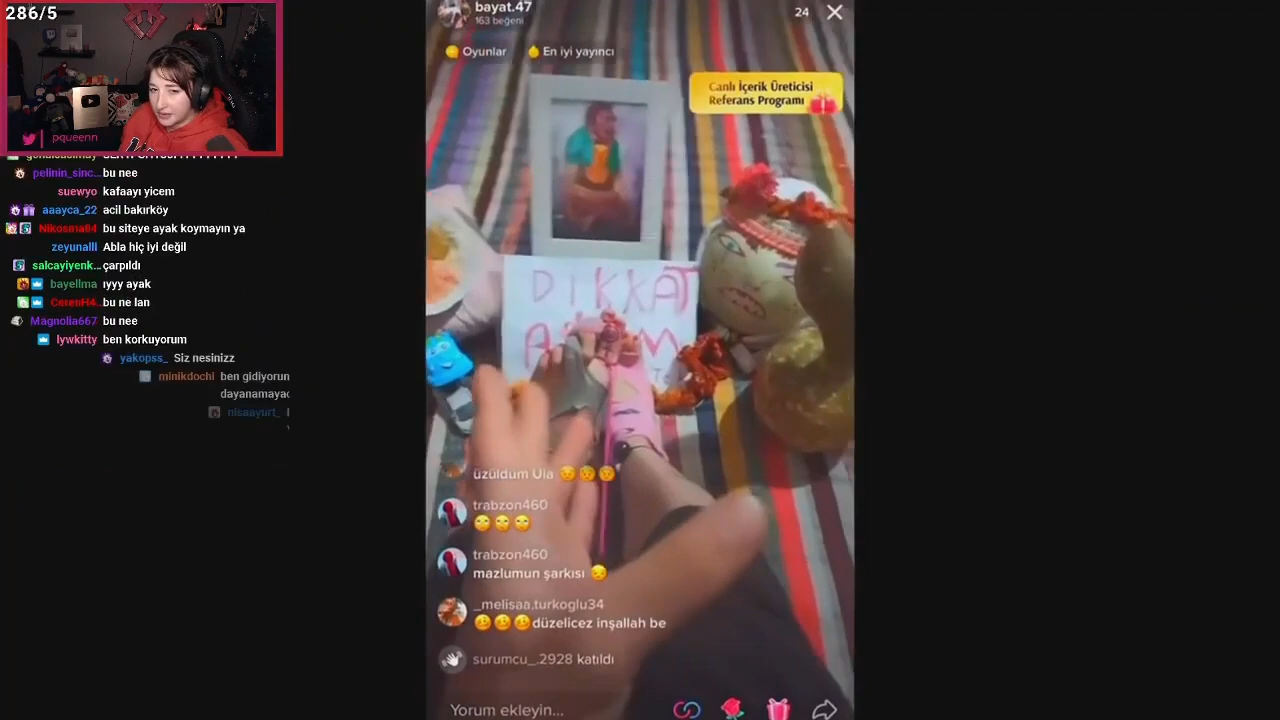 286/5
pqueenn
pelinin_sinc... bu nee
suewyo kafaayı yicem
aaayca_22 acil bakırköy
Nikosma84 bu siteye ayak koymayın ya
zeyunalll Abla hiç iyi değil
salcayiyenk... çarpıldı
bayellma ıyyy ayak
CerenH4... bu ne lan
Magnolia667 bu nee
lywkitty ben korkuyorum
yakopss_ Siz nesinizz
minikdochi ben gidiyorun
dayanamayac
nisaayurt_
bayat.47
163 beğeni
24
Oyunlar
En iyi yayıncı
Canlı İçerik Üreticisi
Referans Programı
DİKKAT
üzüldüm Ula 😔😔😔
trabzon460
🙄🙄🙄
trabzon460
mazlumun şarkısı 😔
_melisaa.turkoglu34
🥴🥴🥴düzelicez inşallah be
surumcu_.2928 katıldı
Yorum ekleyin...